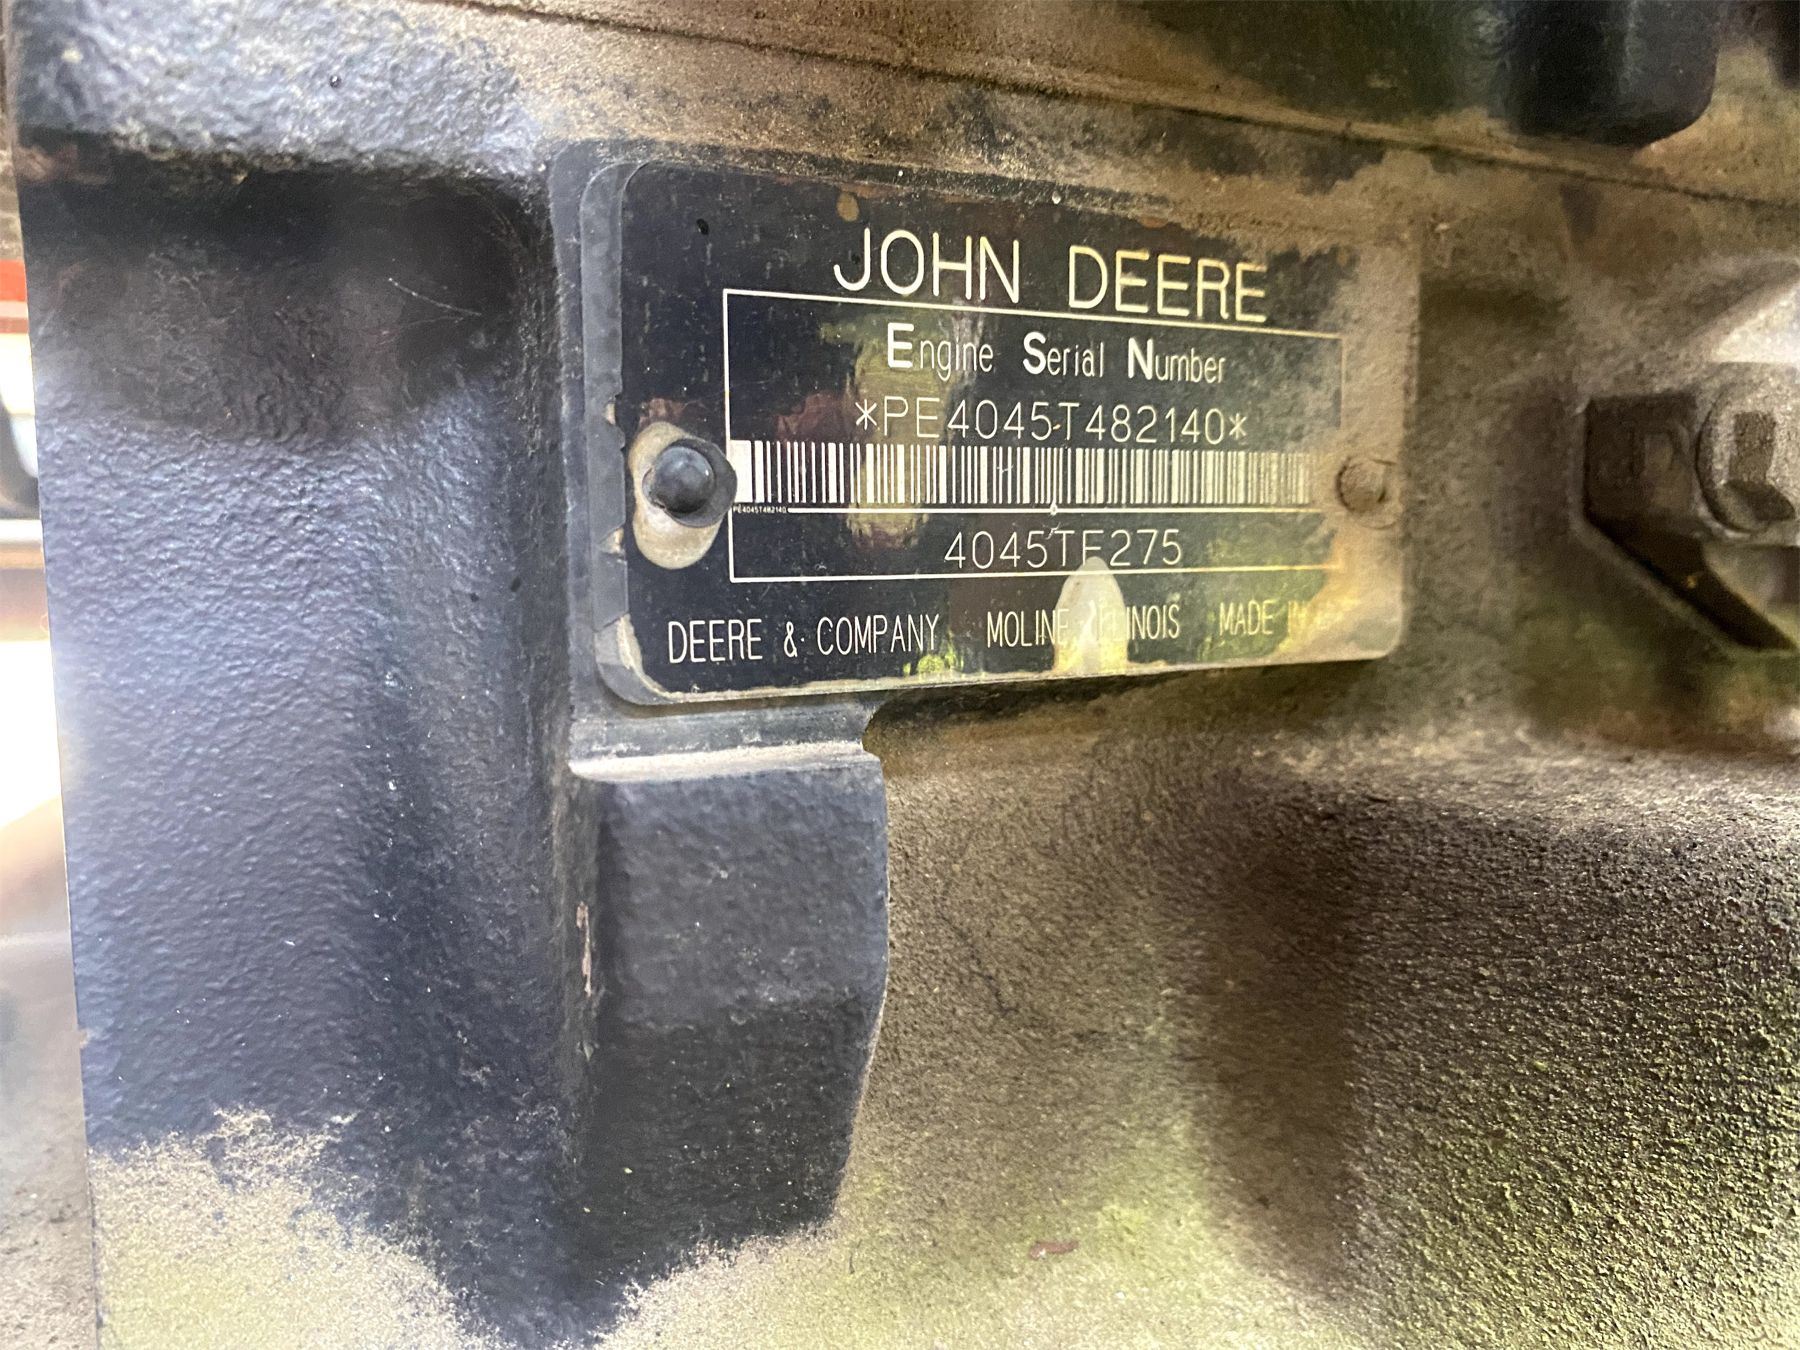 JOHN DEERE
Engine Serial Number
*PE4045T482140*
PE4045T482140
4045TF275
DEERE & COMPANY MOLINE ILLINOIS MADE IN